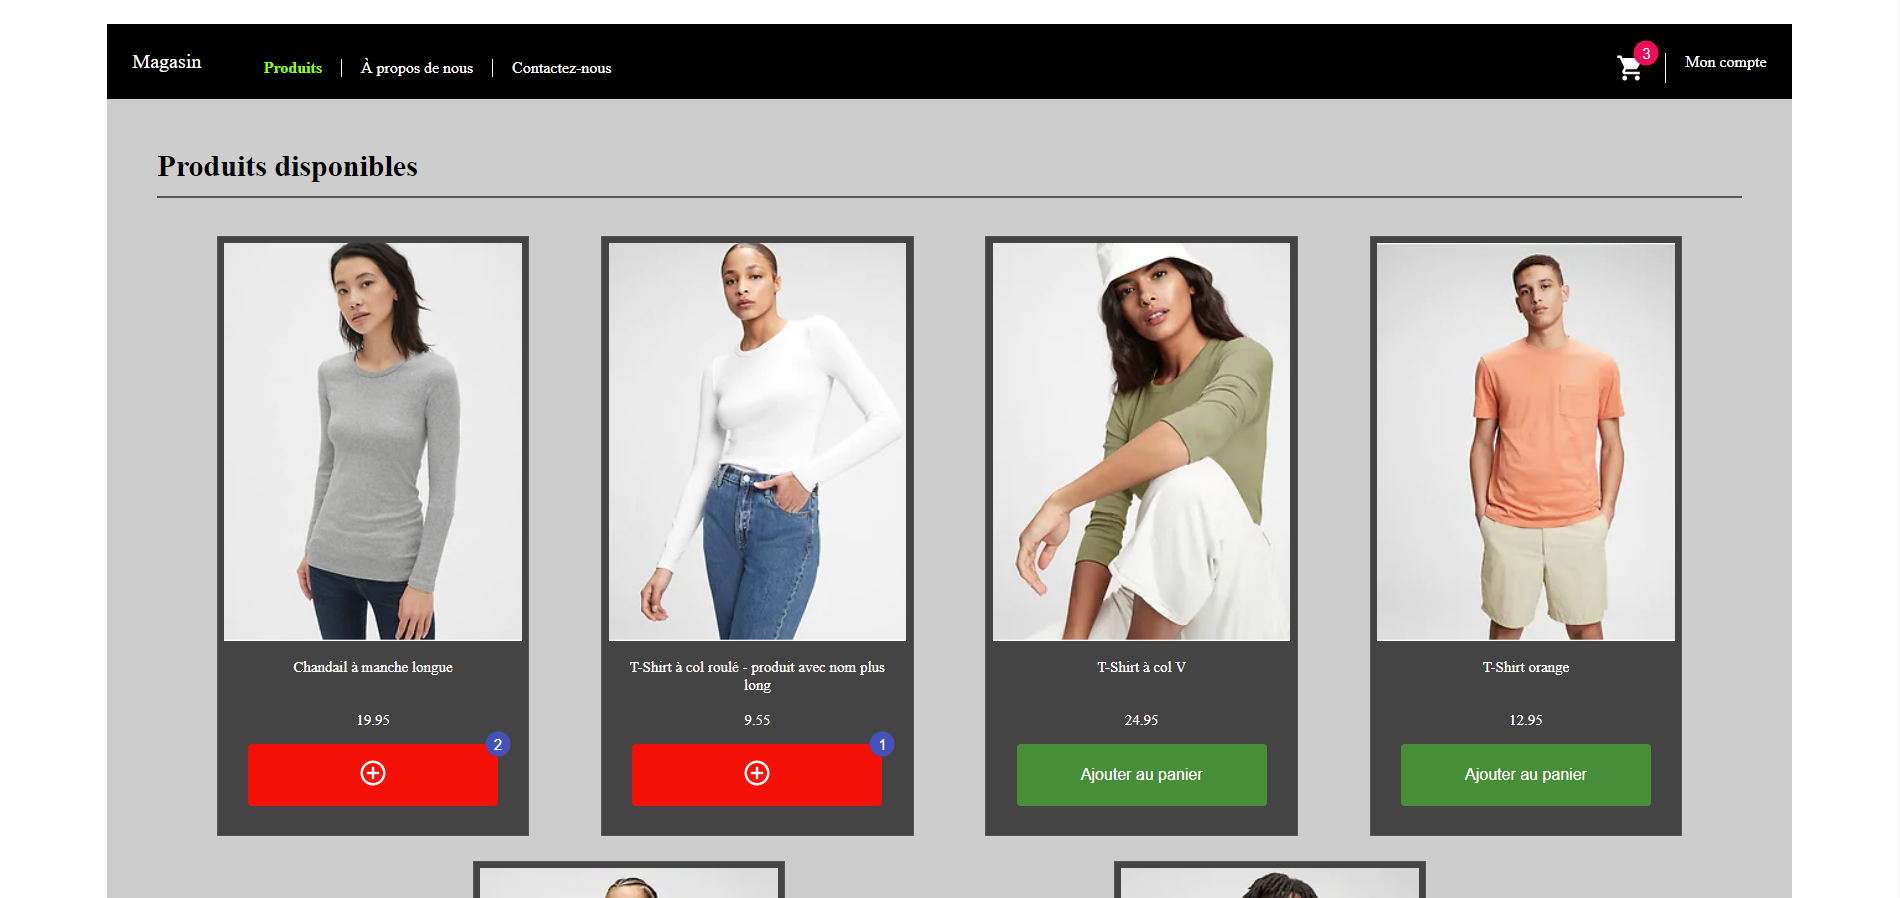 Magasin
Produits
À propos de nous
Contactez-nous
3
Mon compte
Produits disponibles
Chandail à manche longue
19.95
2
T-Shirt à col roulé - produit avec nom plus
long
9.55
1
T-Shirt à col V
24.95
Ajouter au panier
T-Shirt orange
12.95
Ajouter au panier